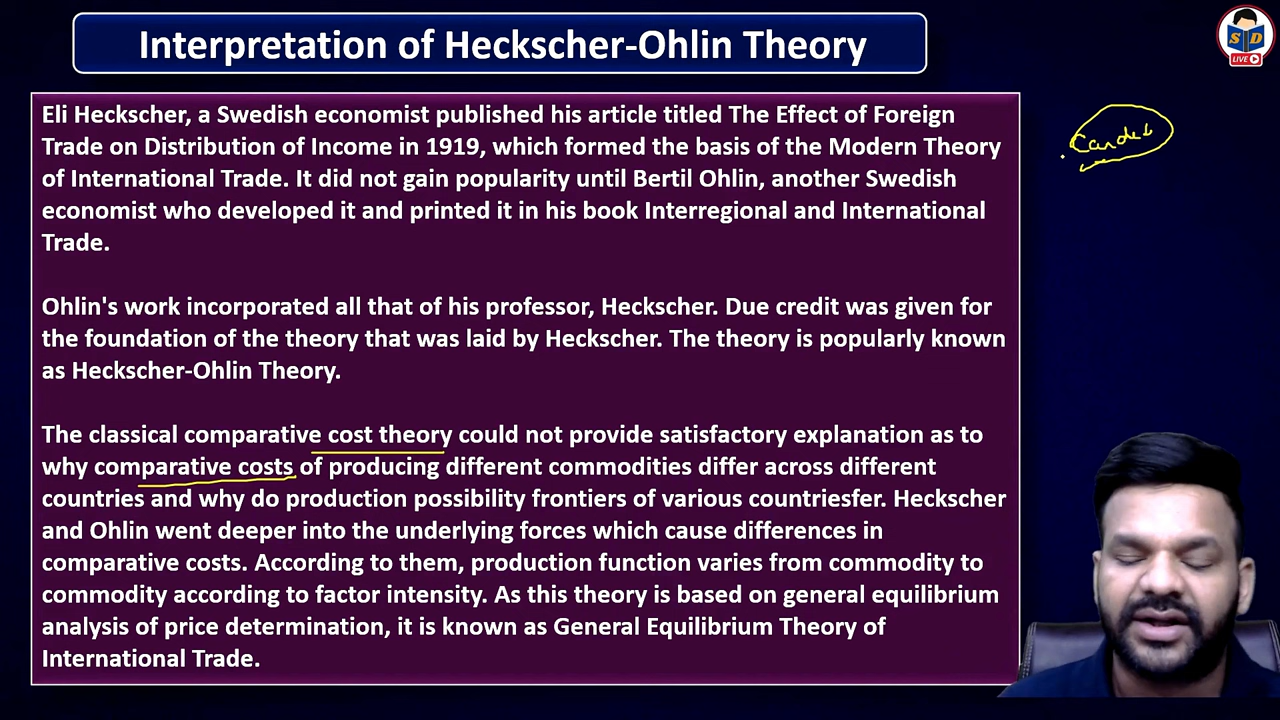 Interpretation of Heckscher-Ohlin Theory
S D
LIVE
Eli Heckscher, a Swedish economist published his article titled The Effect of Foreign
Trade on Distribution of Income in 1919, which formed the basis of the Modern Theory
of International Trade. It did not gain popularity until Bertil Ohlin, another Swedish
economist who developed it and printed it in his book Interregional and International
Trade.
Ohlin's work incorporated all that of his professor, Heckscher. Due credit was given for
the foundation of the theory that was laid by Heckscher. The theory is popularly known
as Heckscher-Ohlin Theory.
The classical comparative cost theory could not provide satisfactory explanation as to
why comparative costs of producing different commodities differ across different
countries and why do production possibility frontiers of various countriesfer. Heckscher
and Ohlin went deeper into the underlying forces which cause differences in
comparative costs. According to them, production function varies from commodity to
commodity according to factor intensity. As this theory is based on general equilibrium
analysis of price determination, it is known as General Equilibrium Theory of
International Trade.